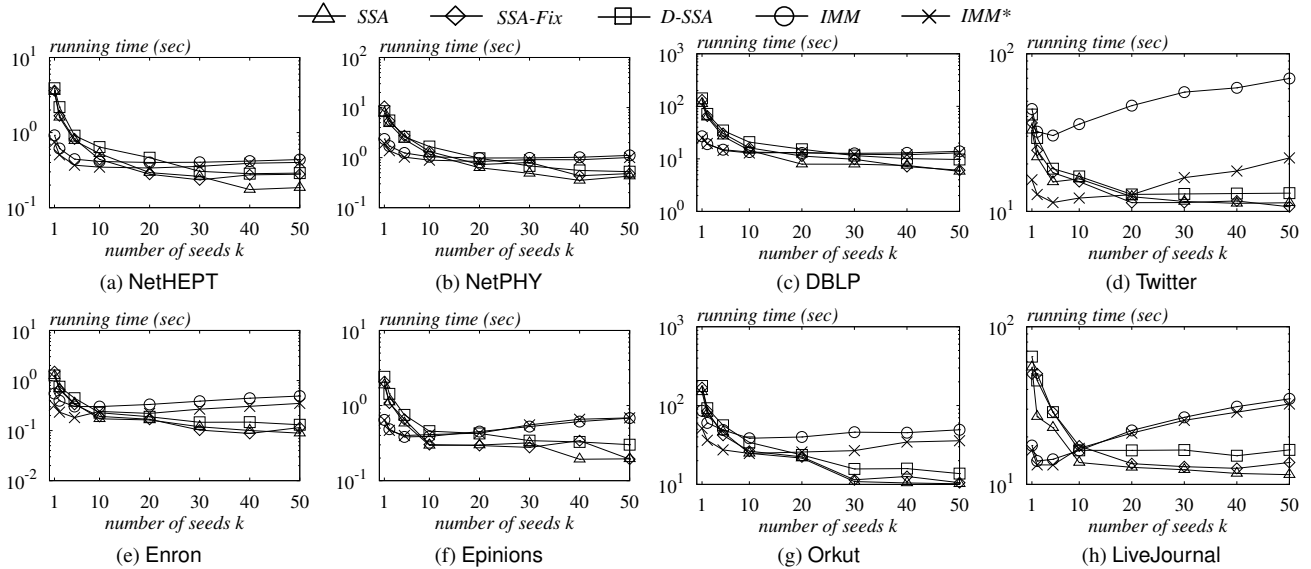 SSA SSA-Fix D-SSA IMM IMM*
running time (sec) running time (sec) running time (sec) running time (sec)
10^1 10^2 10^3 10^2
10^0 10^1 10^2
10^0 10^1
10^-1 10^-1 10^0 10^1
1 10 20 30 40 50 1 10 20 30 40 50 1 10 20 30 40 50 1 10 20 30 40 50
number of seeds k number of seeds k number of seeds k number of seeds k
(a) NetHEPT (b) NetPHY (c) DBLP (d) Twitter
running time (sec) running time (sec) running time (sec) running time (sec)
10^1 10^1 10^3 10^2
10^0
10^0 10^2
10^-1
10^-2 10^-1 10^1 10^1
1 10 20 30 40 50 1 10 20 30 40 50 1 10 20 30 40 50 1 10 20 30 40 50
number of seeds k number of seeds k number of seeds k number of seeds k
(e) Enron (f) Epinions (g) Orkut (h) LiveJournal